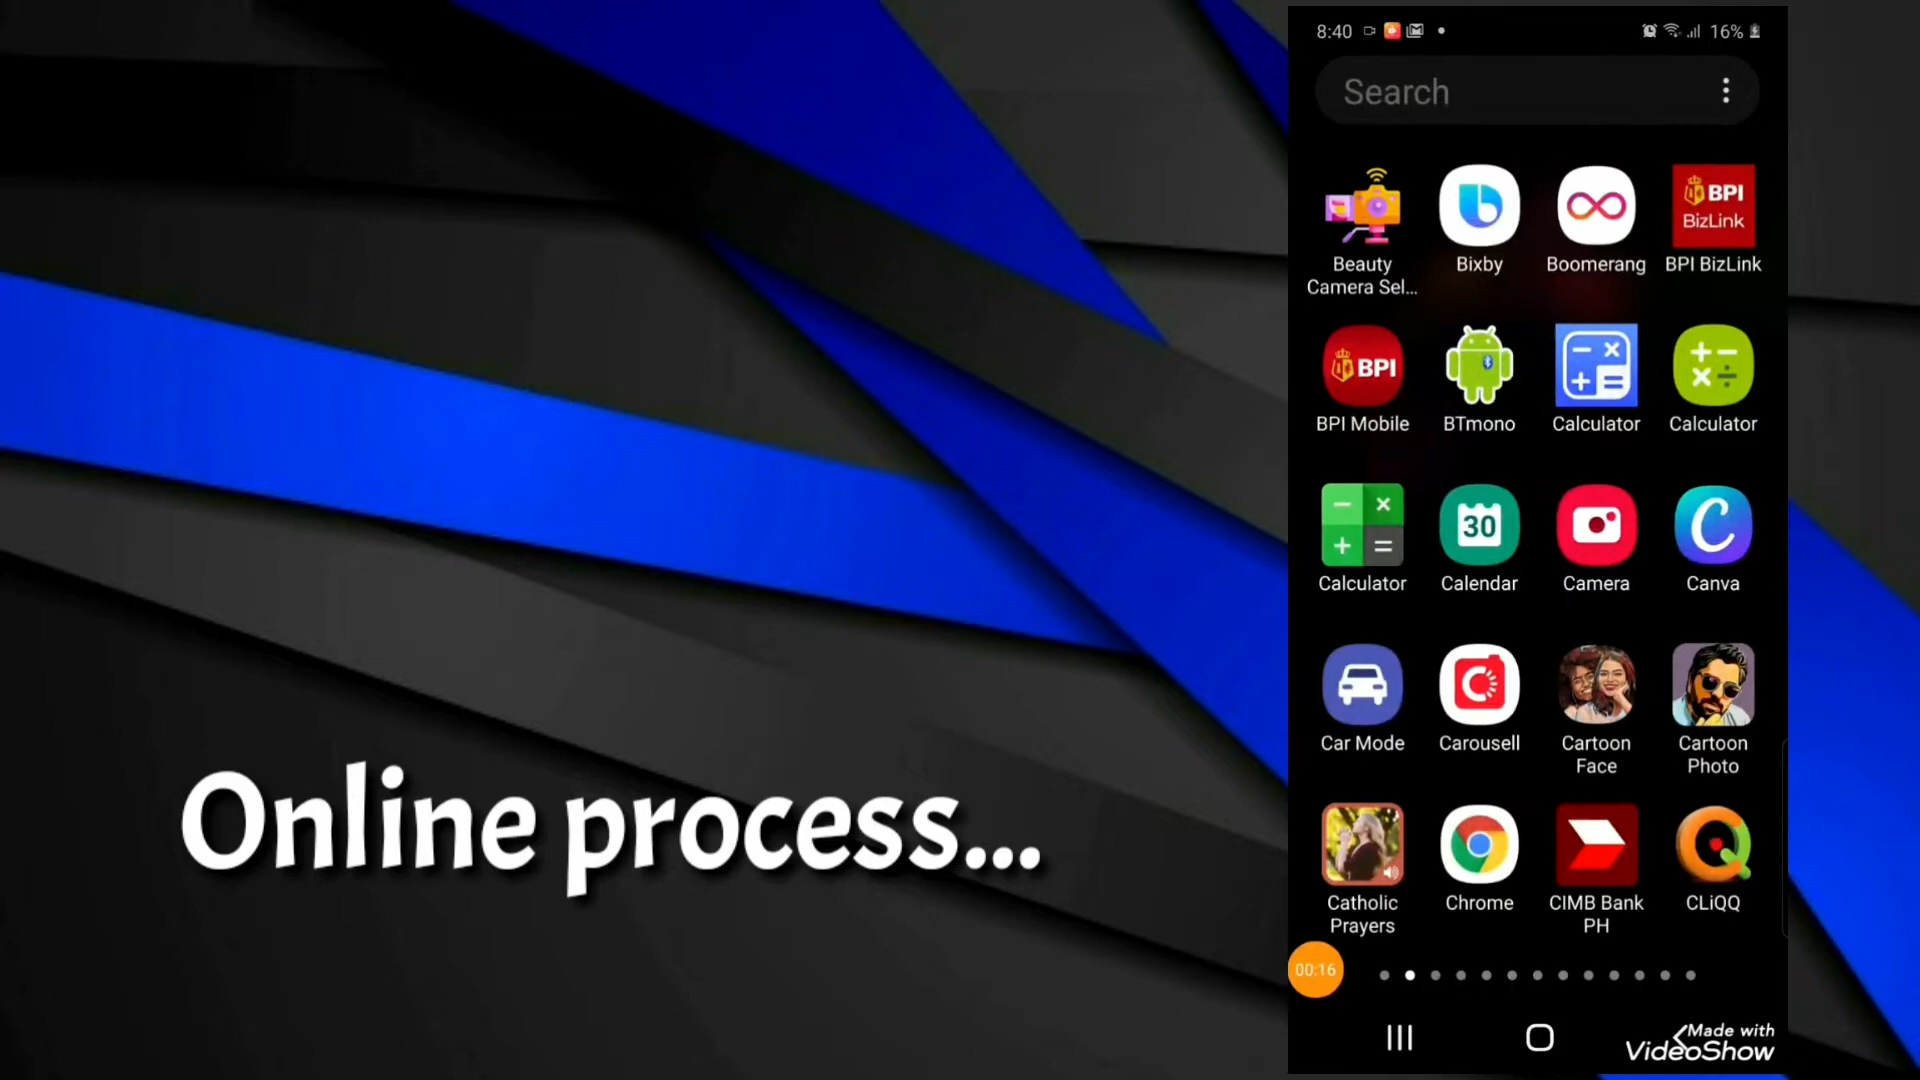 8:40
16%
Search
BPI
BizLink
Beauty
Camera Sel...
Bixby
Boomerang
BPI BizLink
BPI
BPI Mobile
BTmono
Calculator
Calculator
30
Calculator
Calendar
Camera
Canva
Car Mode
Carousell
Cartoon
Face
Cartoon
Photo
Catholic
Prayers
Chrome
CIMB Bank
PH
CLiQQ
Online process...
00:16
Made with
VideoShow